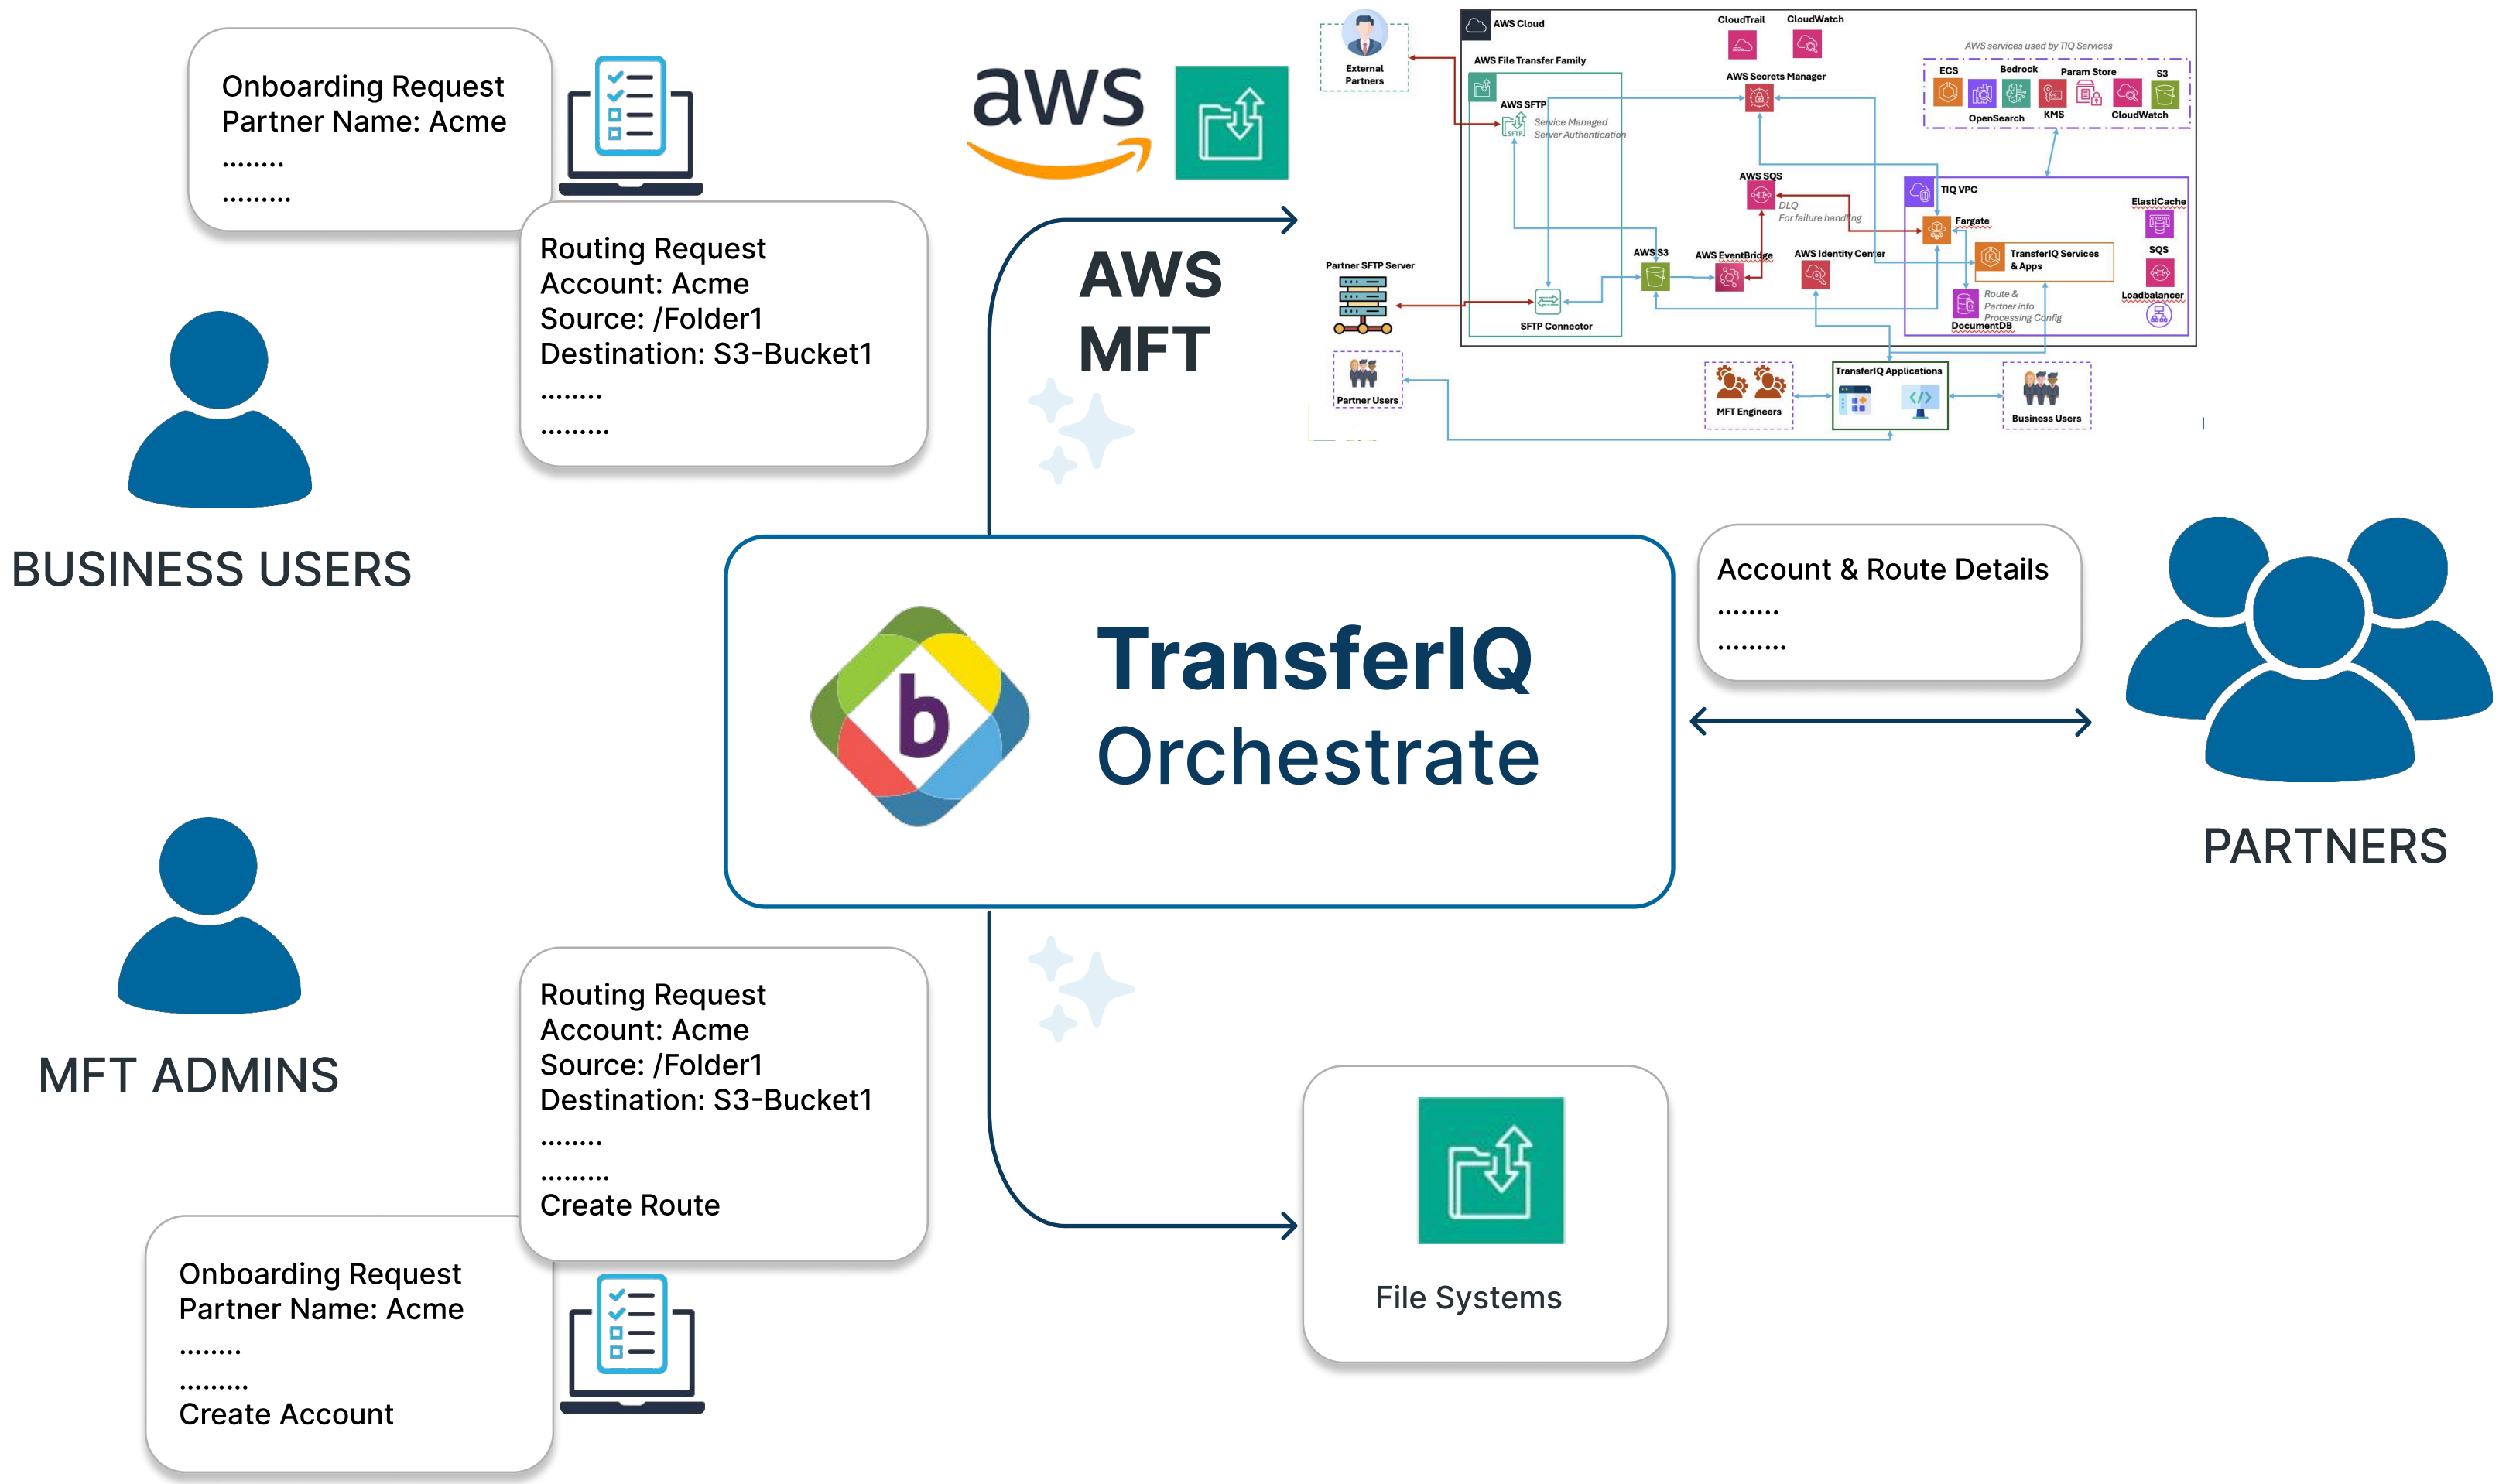 Onboarding Request
Partner Name: Acme
........
.........
Routing Request
Account: Acme
Source: /Folder1
Destination: S3-Bucket1
........
.........
BUSINESS USERS
aws
AWS
MFT
External
Partners
AWS Cloud
CloudTrail
CloudWatch
AWS services used by TIQ Services
AWS File Transfer Family
AWS Secrets Manager
ECS
Bedrock
Param Store
S3
OpenSearch
KMS
CloudWatch
AWS SFTP
SFTP
Service Managed
Server Authentication
AWS SQS
DLQ
For failure handling
TIQ VPC
ElastiCache
Fargate
SQS
TransferIQ Services
& Apps
AWS S3
AWS EventBridge
AWS Identity Center
Loadbalancer
Route &
Partner info
Processing Config
DocumentDB
Partner SFTP Server
SFTP Connector
Partner Users
MFT Engineers
TransferIQ Applications
Business Users
b
TransferIQ
Orchestrate
Account & Route Details
........
.........
PARTNERS
MFT ADMINS
Routing Request
Account: Acme
Source: /Folder1
Destination: S3-Bucket1
........
.........
Create Route
Onboarding Request
Partner Name: Acme
........
.........
Create Account
File Systems